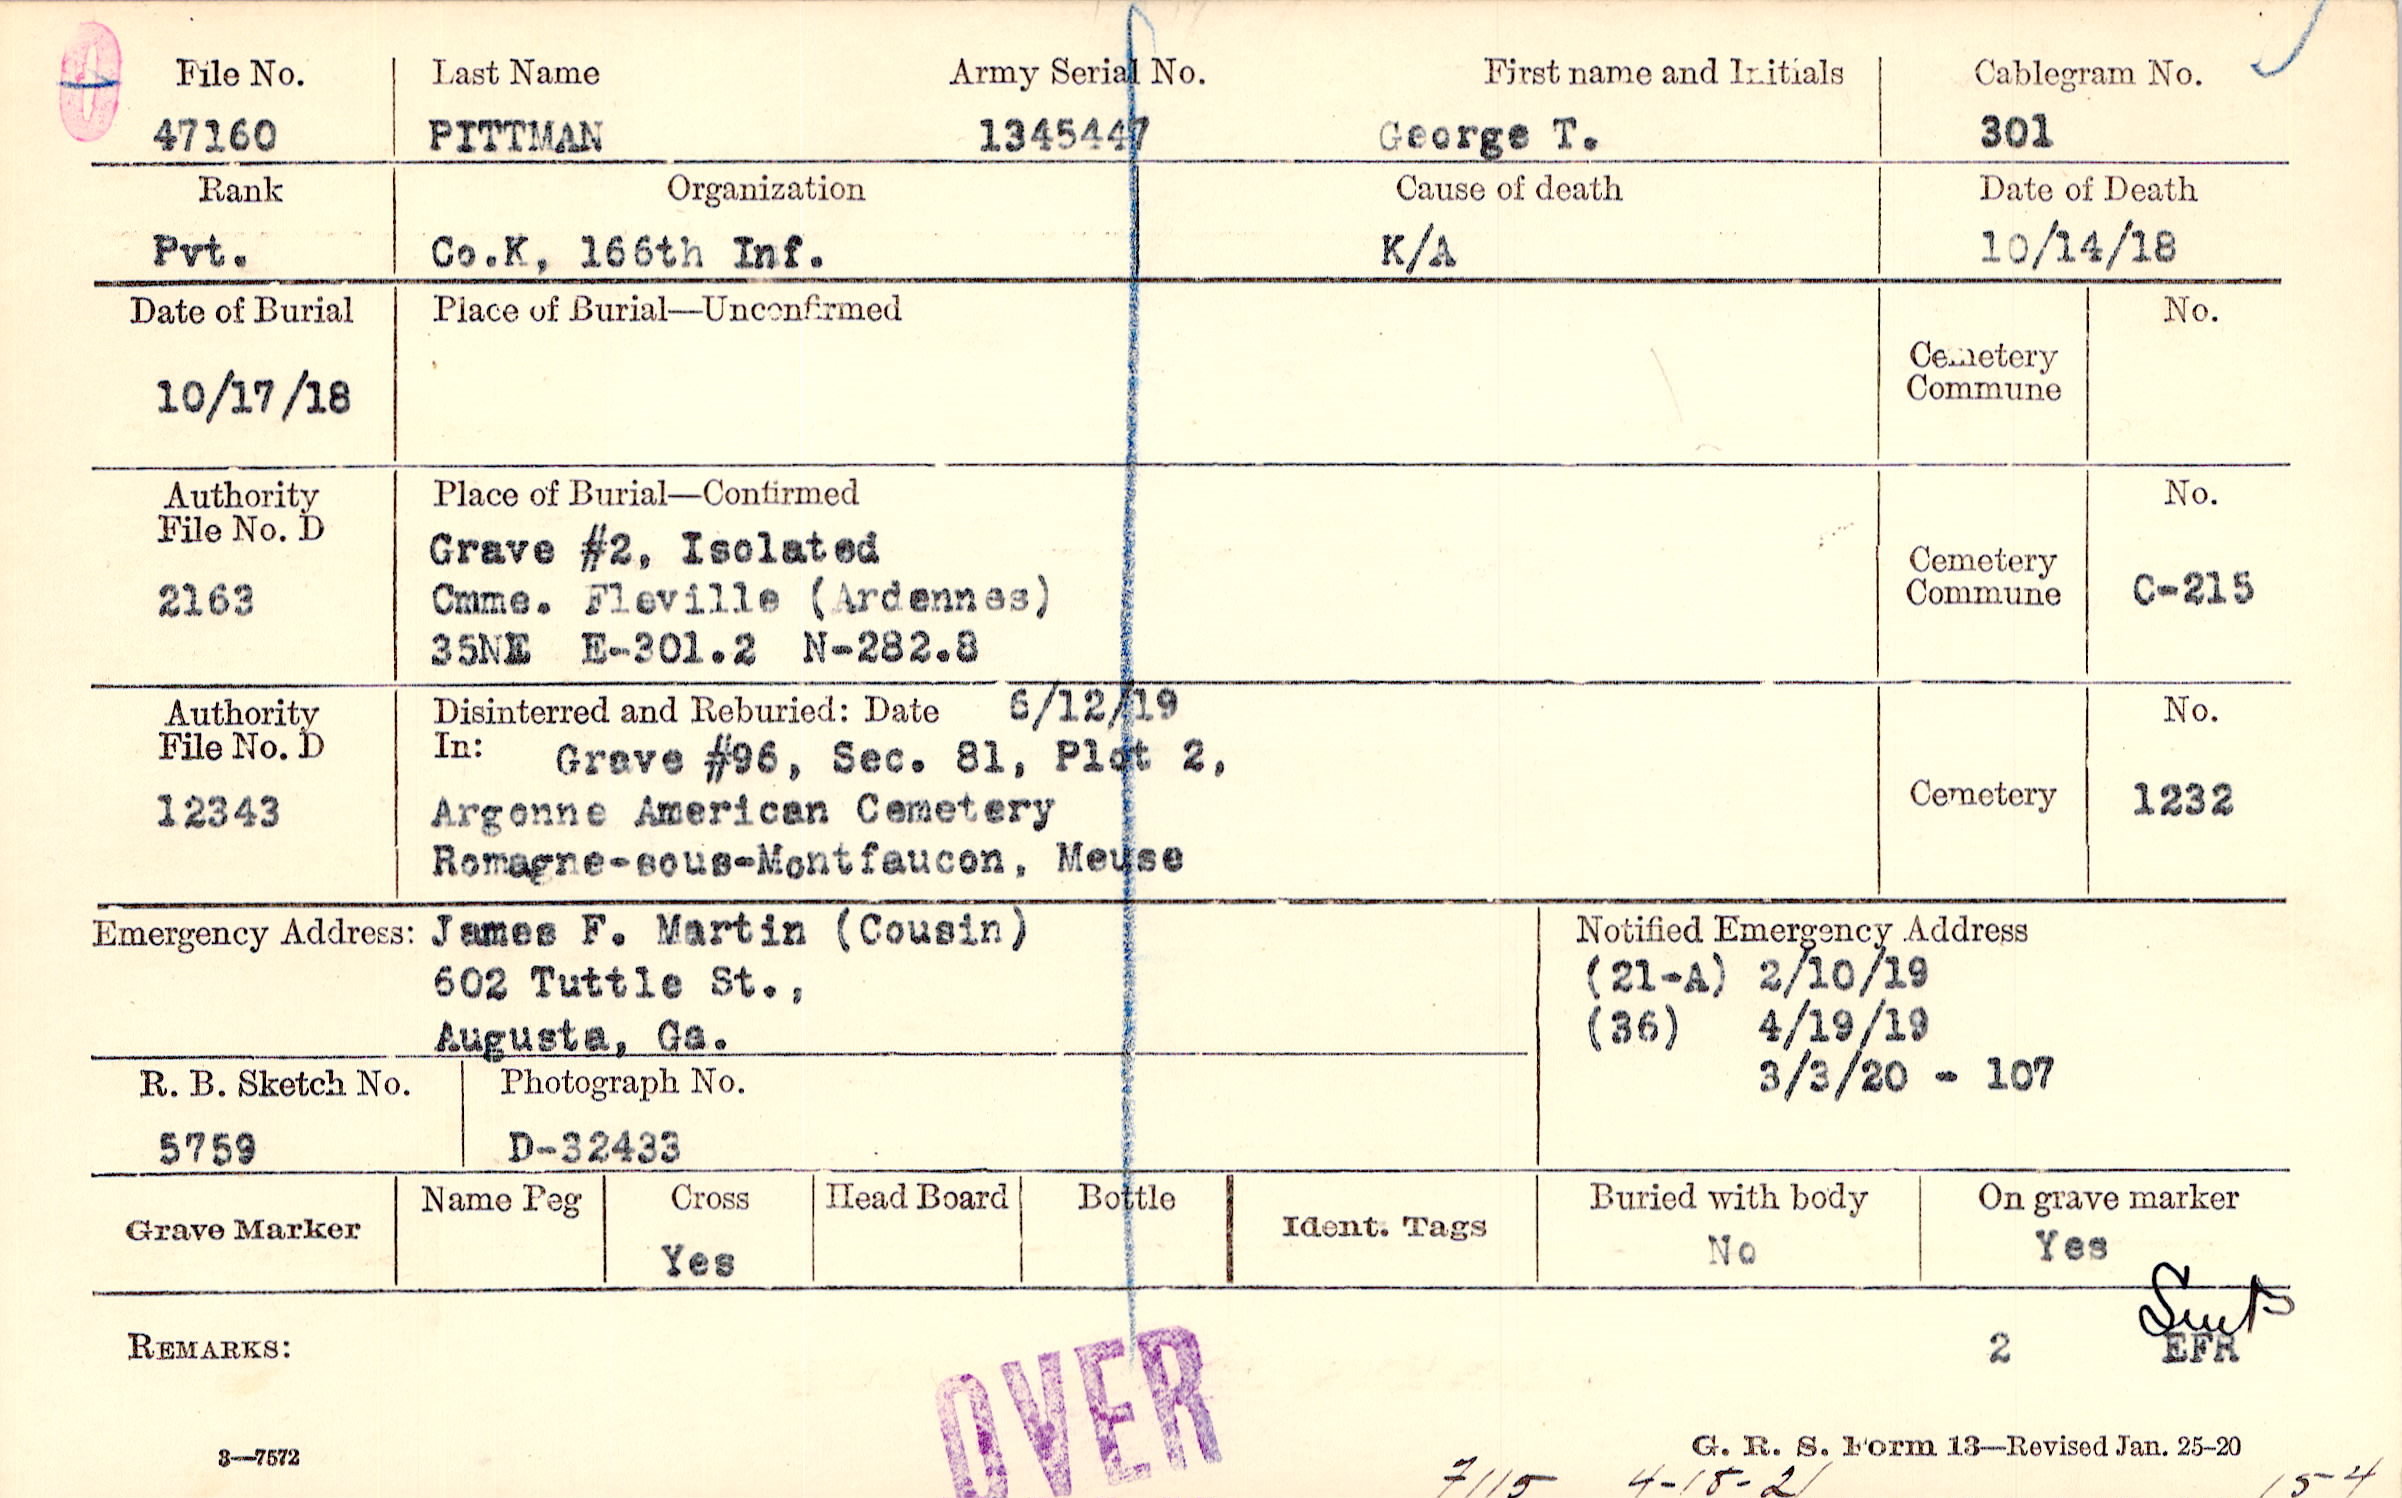 File No. Last Name Army Serial No. First name and Initials Cablegram No.
47160 PITTMAN 1345447 George T. 301
Rank Organization Cause of death Date of Death
Pvt. Co.K, 166th Inf. K/A 10/14/18
Date of Burial Place of Burial—Unconfirmed No.
Cemetery
Commune
10/17/18
Authority Place of Burial—Confirmed No.
File No. D
Grave #2, Isolated
Cemetery
2163 Cmme. Fleville (Ardennes) Commune C-215
35NE E-301.2 N-282.8
Authority Disinterred and Reburied: Date 6/12/19 No.
File No. D In: Grave #96, Sec. 81, Plot 2,
12343 Argonne American Cemetery Cemetery 1232
Romagne-sous-Montfaucon, Meuse
Emergency Address: James F. Martin (Cousin) Notified Emergency Address
602 Tuttle St., (21-A) 2/10/19
Augusta, Ga. (36) 4/19/19
R. B. Sketch No. Photograph No. 3/3/20 - 107
5759 D-32433
Grave Marker Name Peg Cross Head Board Bottle Ident. Tags Buried with body On grave marker
Yes No Yes
REMARKS: 2 EFR
OVER
3—7572 G. R. S. Form 13—Revised Jan. 25-20
7115 4-18-21 15-4